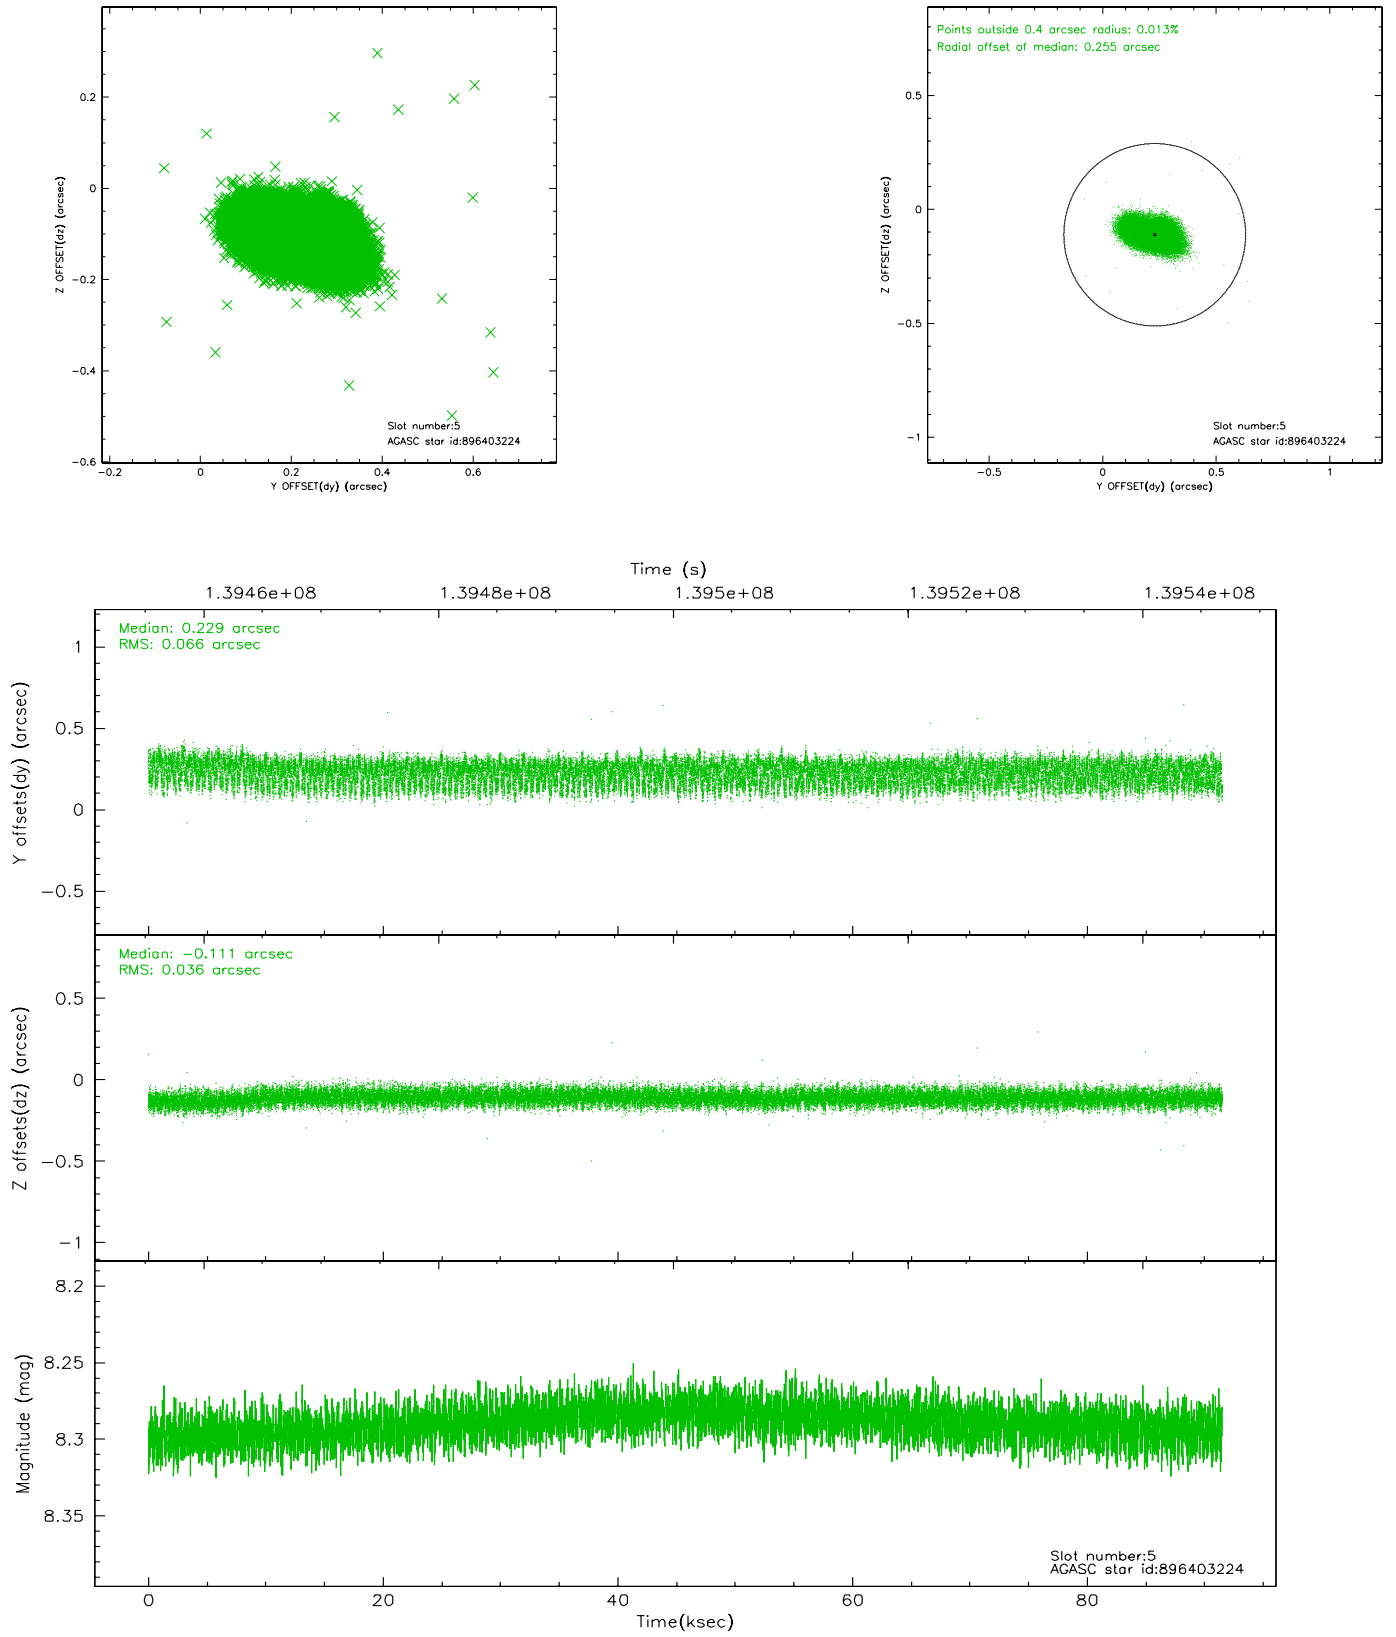 0.2
0
-0.2
-0.4
-0.6
Z OFFSET(dz) (arcsec)
Slot number:5
AGASC star id:896403224
-0.2 0 0.2 0.4 0.6
Y OFFSET(dy) (arcsec)
Points outside 0.4 arcsec radius: 0.013%
Radial offset of median: 0.255 arcsec
0.5
0
-0.5
-1
Z OFFSET(dz) (arcsec)
Slot number:5
AGASC star id:896403224
-0.5 0 0.5 1
Y OFFSET(dy) (arcsec)
Time (s)
1.3946e+08 1.3948e+08 1.395e+08 1.3952e+08 1.3954e+08
Median: 0.229 arcsec
RMS: 0.066 arcsec
1
0.5
0
-0.5
Y offsets(dy) (arcsec)
Median: -0.111 arcsec
RMS: 0.036 arcsec
0.5
0
-0.5
-1
Z offsets(dz) (arcsec)
8.2
8.25
8.3
8.35
Magnitude (mag)
Slot number:5
AGASC star id:896403224
0 20 40 60 80
Time(ksec)